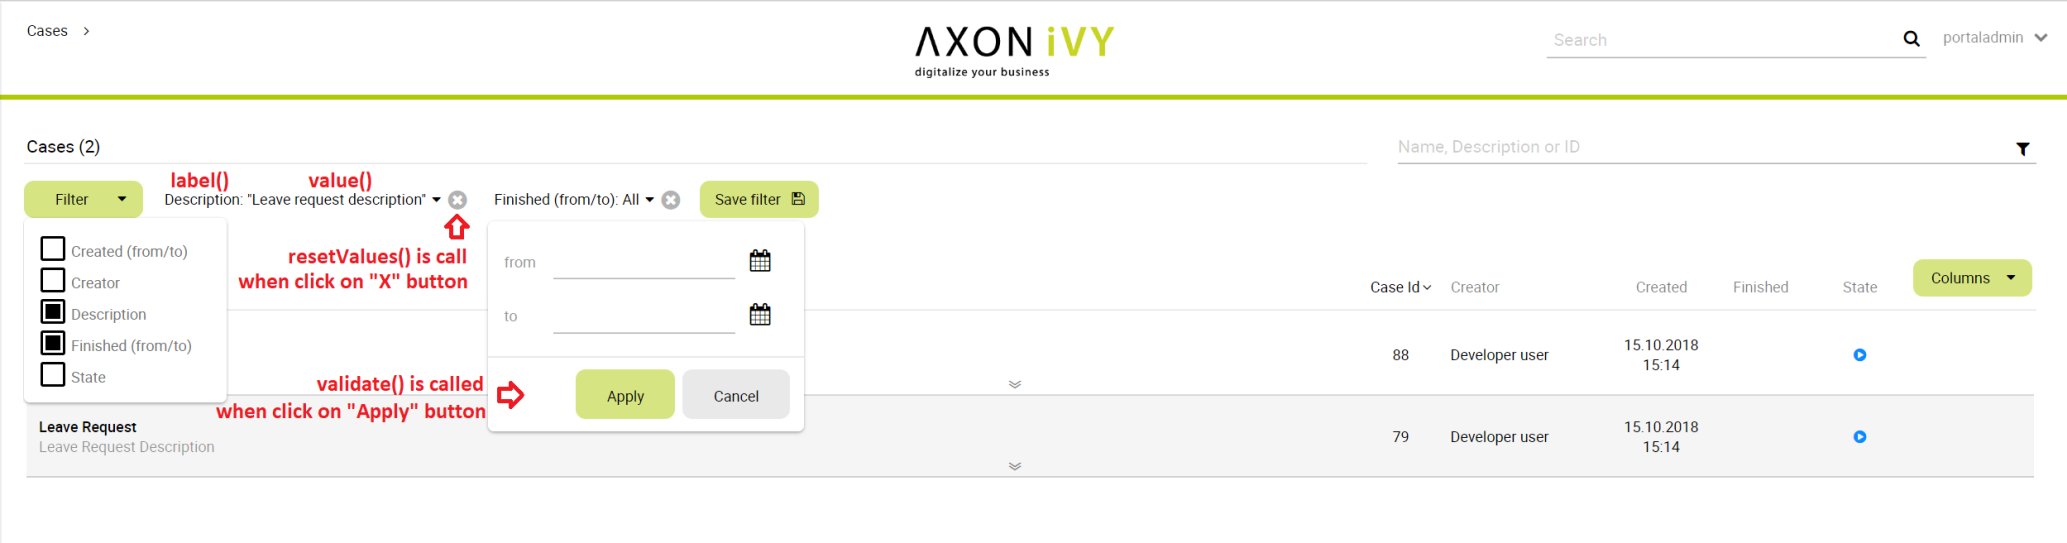 Cases
AXON iVY
digitalize your business
Search
portaladmin
Cases (2)
Name, Description or ID
label()
value()
Filter
Description: "Leave request description"
Finished (from/to): All
Save filter
resetValues() is call
when click on "X" button
Created (from/to)
Creator
Description
Finished (from/to)
State
from
to
validate() is called
when click on "Apply" button
Apply
Cancel
Columns
Case Id
Creator
Created
Finished
State
88
Developer user
15.10.2018
15:14
Leave Request
Leave Request Description
79
Developer user
15.10.2018
15:14